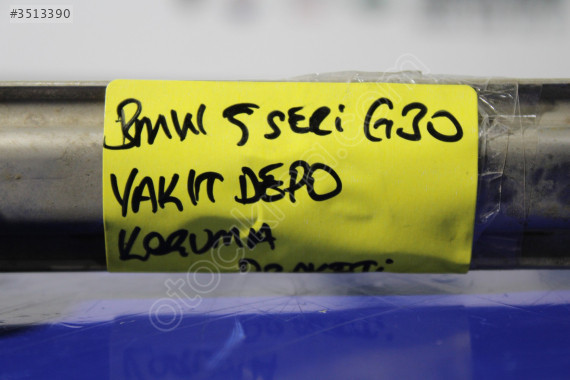 #3513390
BMW 5 SERİ G30
YAKIT DEPO
KORUMA